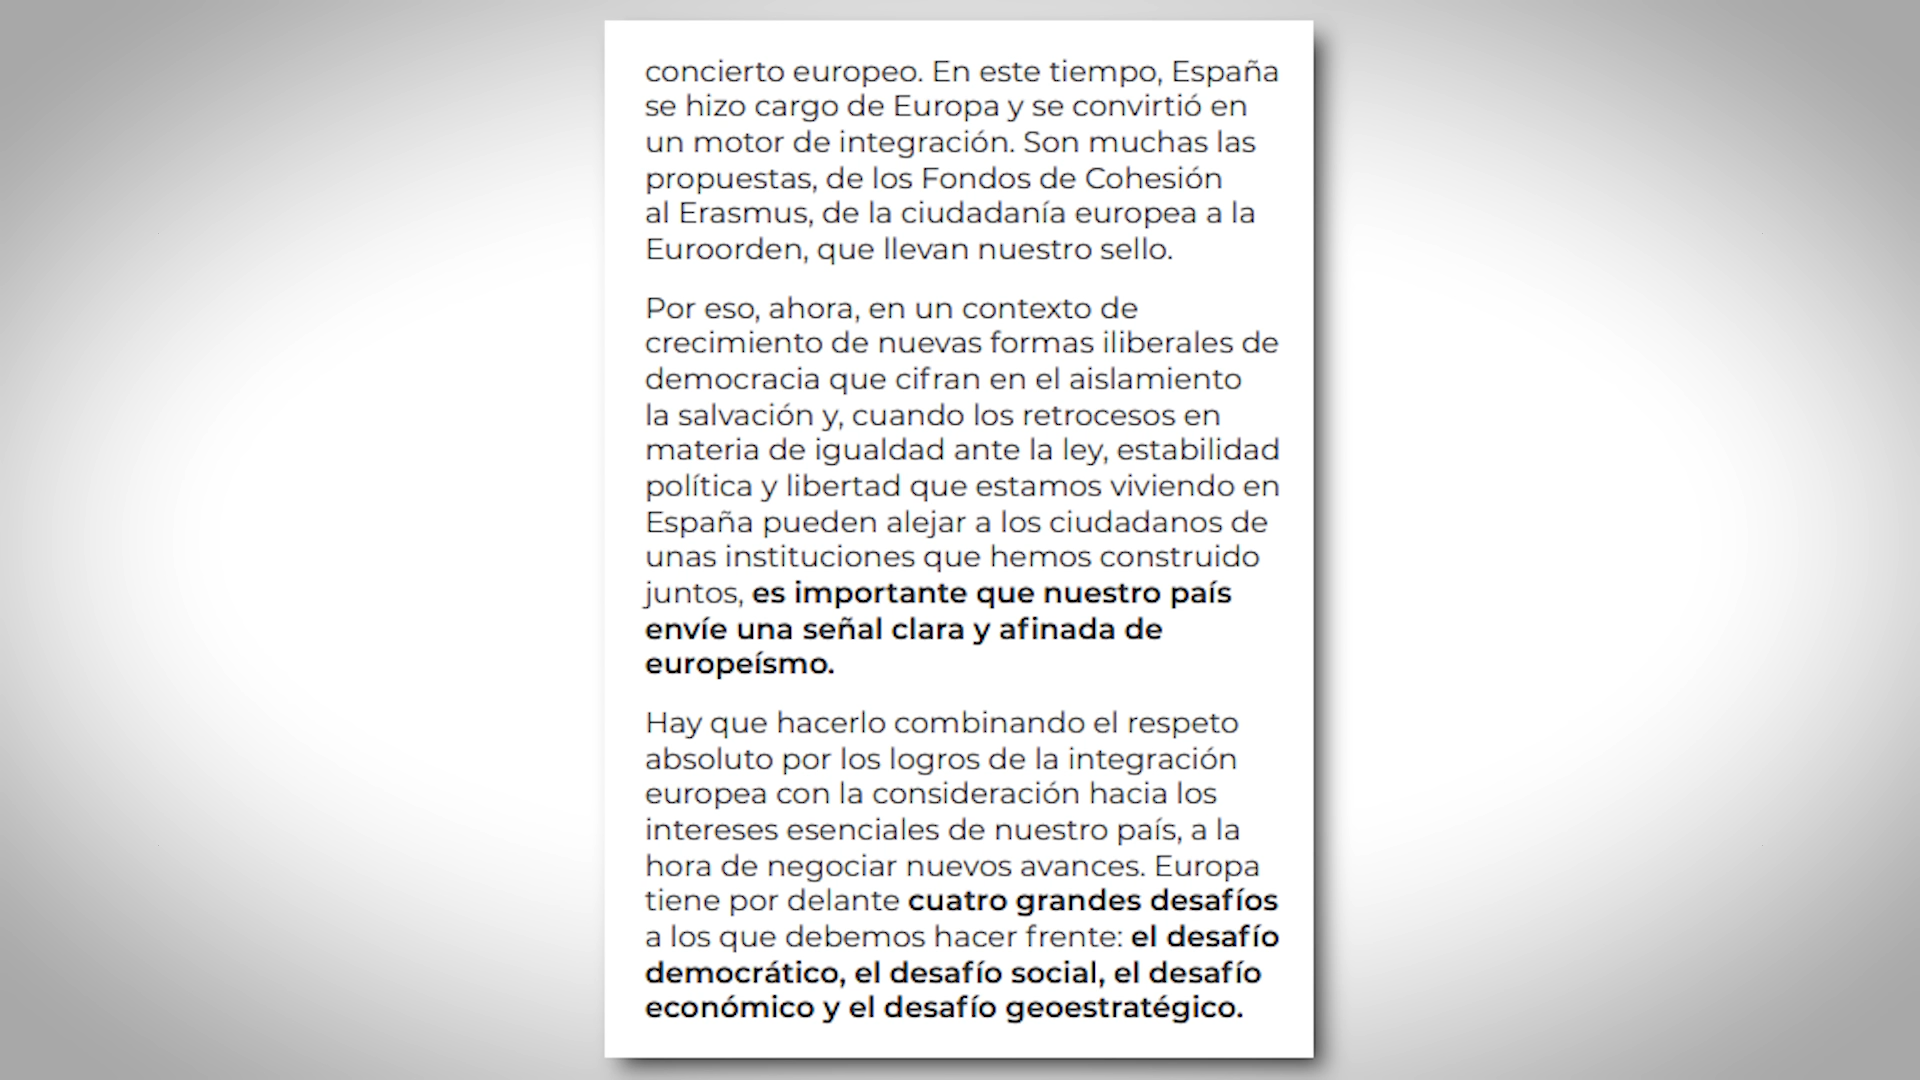 concierto europeo. En este tiempo, España
se hizo cargo de Europa y se convirtió en
un motor de integración. Son muchas las
propuestas, de los Fondos de Cohesión
al Erasmus, de la ciudadanía europea a la
Euroorden, que llevan nuestro sello.
Por eso, ahora, en un contexto de
crecimiento de nuevas formas iliberales de
democracia que cifran en el aislamiento
la salvación y, cuando los retrocesos en
materia de igualdad ante la ley, estabilidad
política y libertad que estamos viviendo en
España pueden alejar a los ciudadanos de
unas instituciones que hemos construido
juntos, es importante que nuestro país
envíe una señal clara y afinada de
europeísmo.
Hay que hacerlo combinando el respeto
absoluto por los logros de la integración
europea con la consideración hacia los
intereses esenciales de nuestro país, a la
hora de negociar nuevos avances. Europa
tiene por delante cuatro grandes desafíos
a los que debemos hacer frente: el desafío
democrático, el desafío social, el desafío
económico y el desafío geoestratégico.